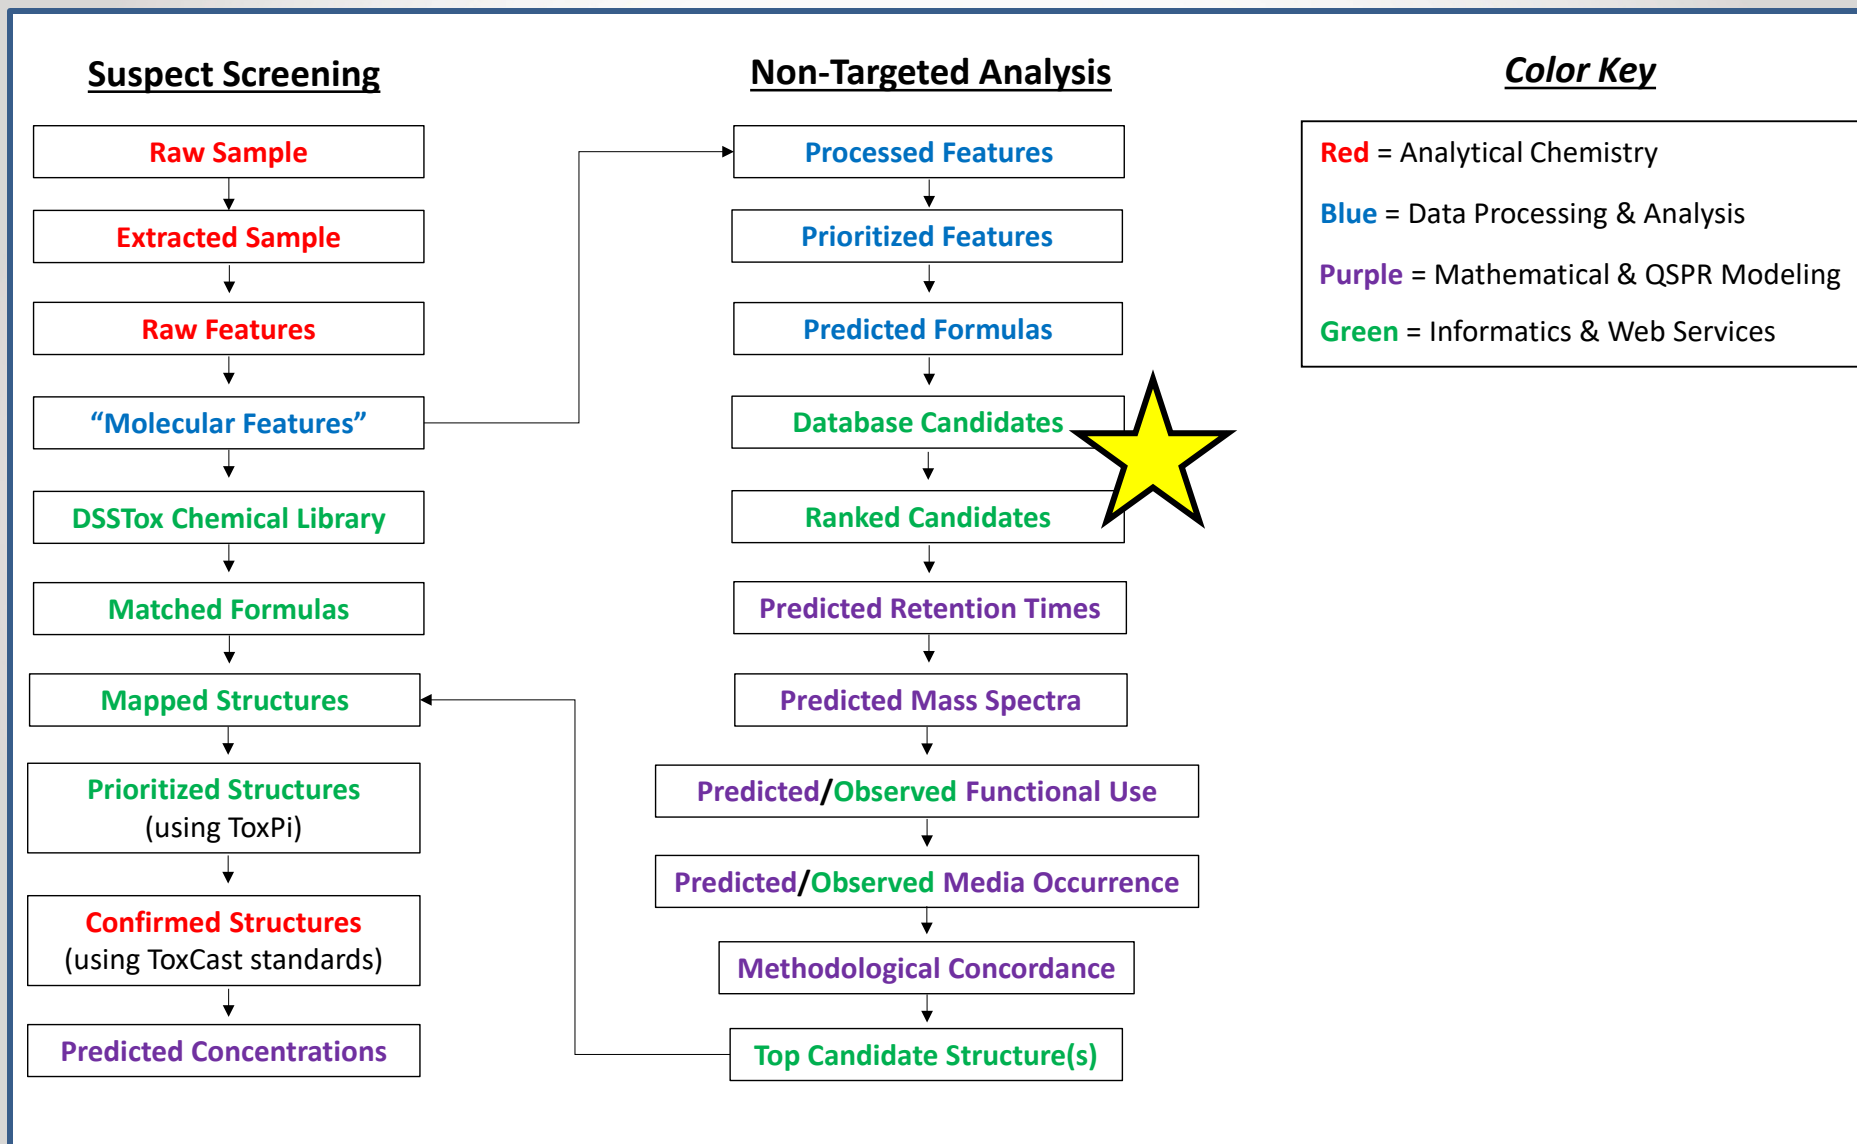 Suspect Screening
Raw Sample
Extracted Sample
Raw Features
“Molecular Features”
DSSTox Chemical Library
Matched Formulas
Mapped Structures
Prioritized Structures
(using ToxPi)
Confirmed Structures
(using ToxCast standards)
Predicted Concentrations
Non-Targeted Analysis
Processed Features
Prioritized Features
Predicted Formulas
Database Candidates
Ranked Candidates
Predicted Retention Times
Predicted Mass Spectra
Predicted/Observed Functional Use
Predicted/Observed Media Occurrence
Methodological Concordance
Top Candidate Structure(s)
Color Key
Red = Analytical Chemistry
Blue = Data Processing & Analysis
Purple = Mathematical & QSPR Modeling
Green = Informatics & Web Services